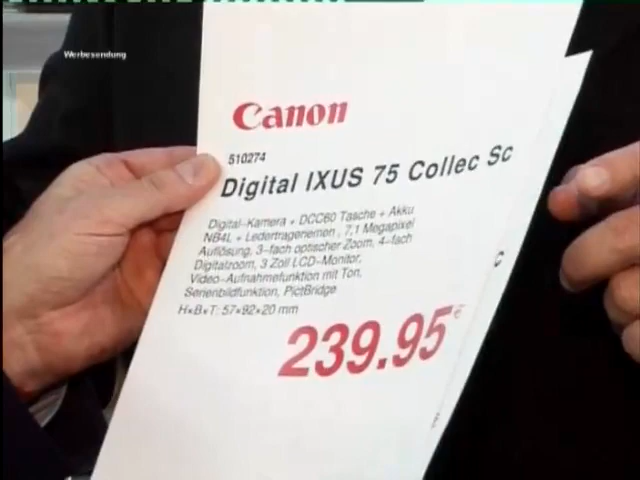 Werbesendung
Canon
510274
Digital IXUS 75 Collec Sc
Digital-Kamera + DCC60 Tasche + Akku
NB4L + Ledertrageriemen , 7,1 Megapixel
Auflösung, 3-fach optischer Zoom, 4-fach
Digitalzoom, 3 Zoll LCD-Monitor,
Video-Aufnahmefunktion mit Ton,
Serienbildfunktion, PictBridge
H×B×T: 57×92×20 mm
239.95€
C